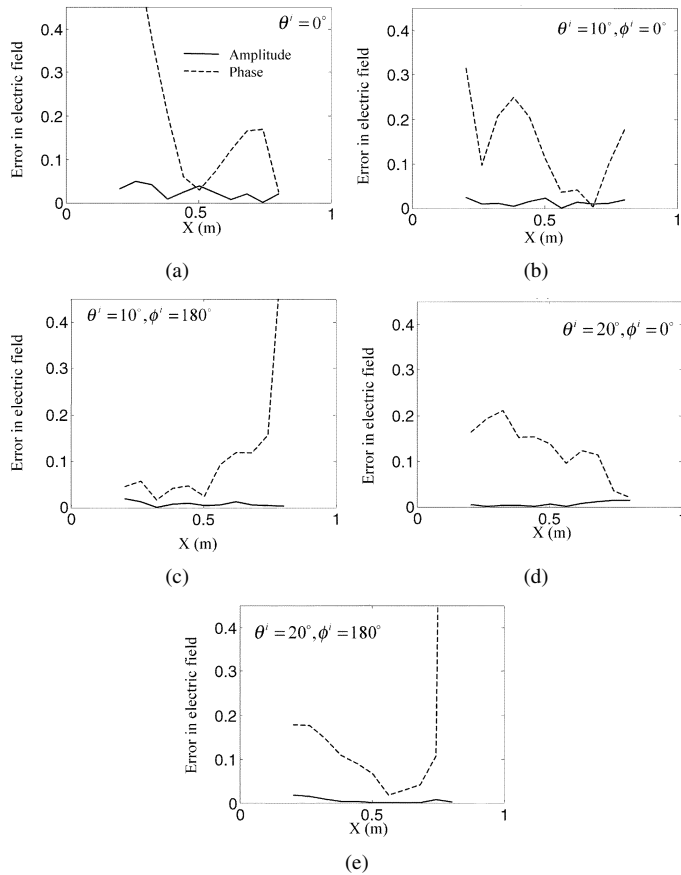 θⁱ = 0°
Amplitude
Phase
Error in electric field
0.4
0.3
0.2
0.1
0
0 0.5 1
X (m)
(a)
θⁱ = 10°, ϕⁱ = 0°
Error in electric field
0.4
0.3
0.2
0.1
0
0 0.5 1
X (m)
(b)
θⁱ = 10°, ϕⁱ = 180°
Error in electric field
0.4
0.3
0.2
0.1
0
0 0.5 1
X (m)
(c)
θⁱ = 20°, ϕⁱ = 0°
Error in electric field
0.4
0.3
0.2
0.1
0
0 0.5 1
X (m)
(d)
θⁱ = 20°, ϕⁱ = 180°
Error in electric field
0.4
0.3
0.2
0.1
0
0 0.5 1
X (m)
(e)